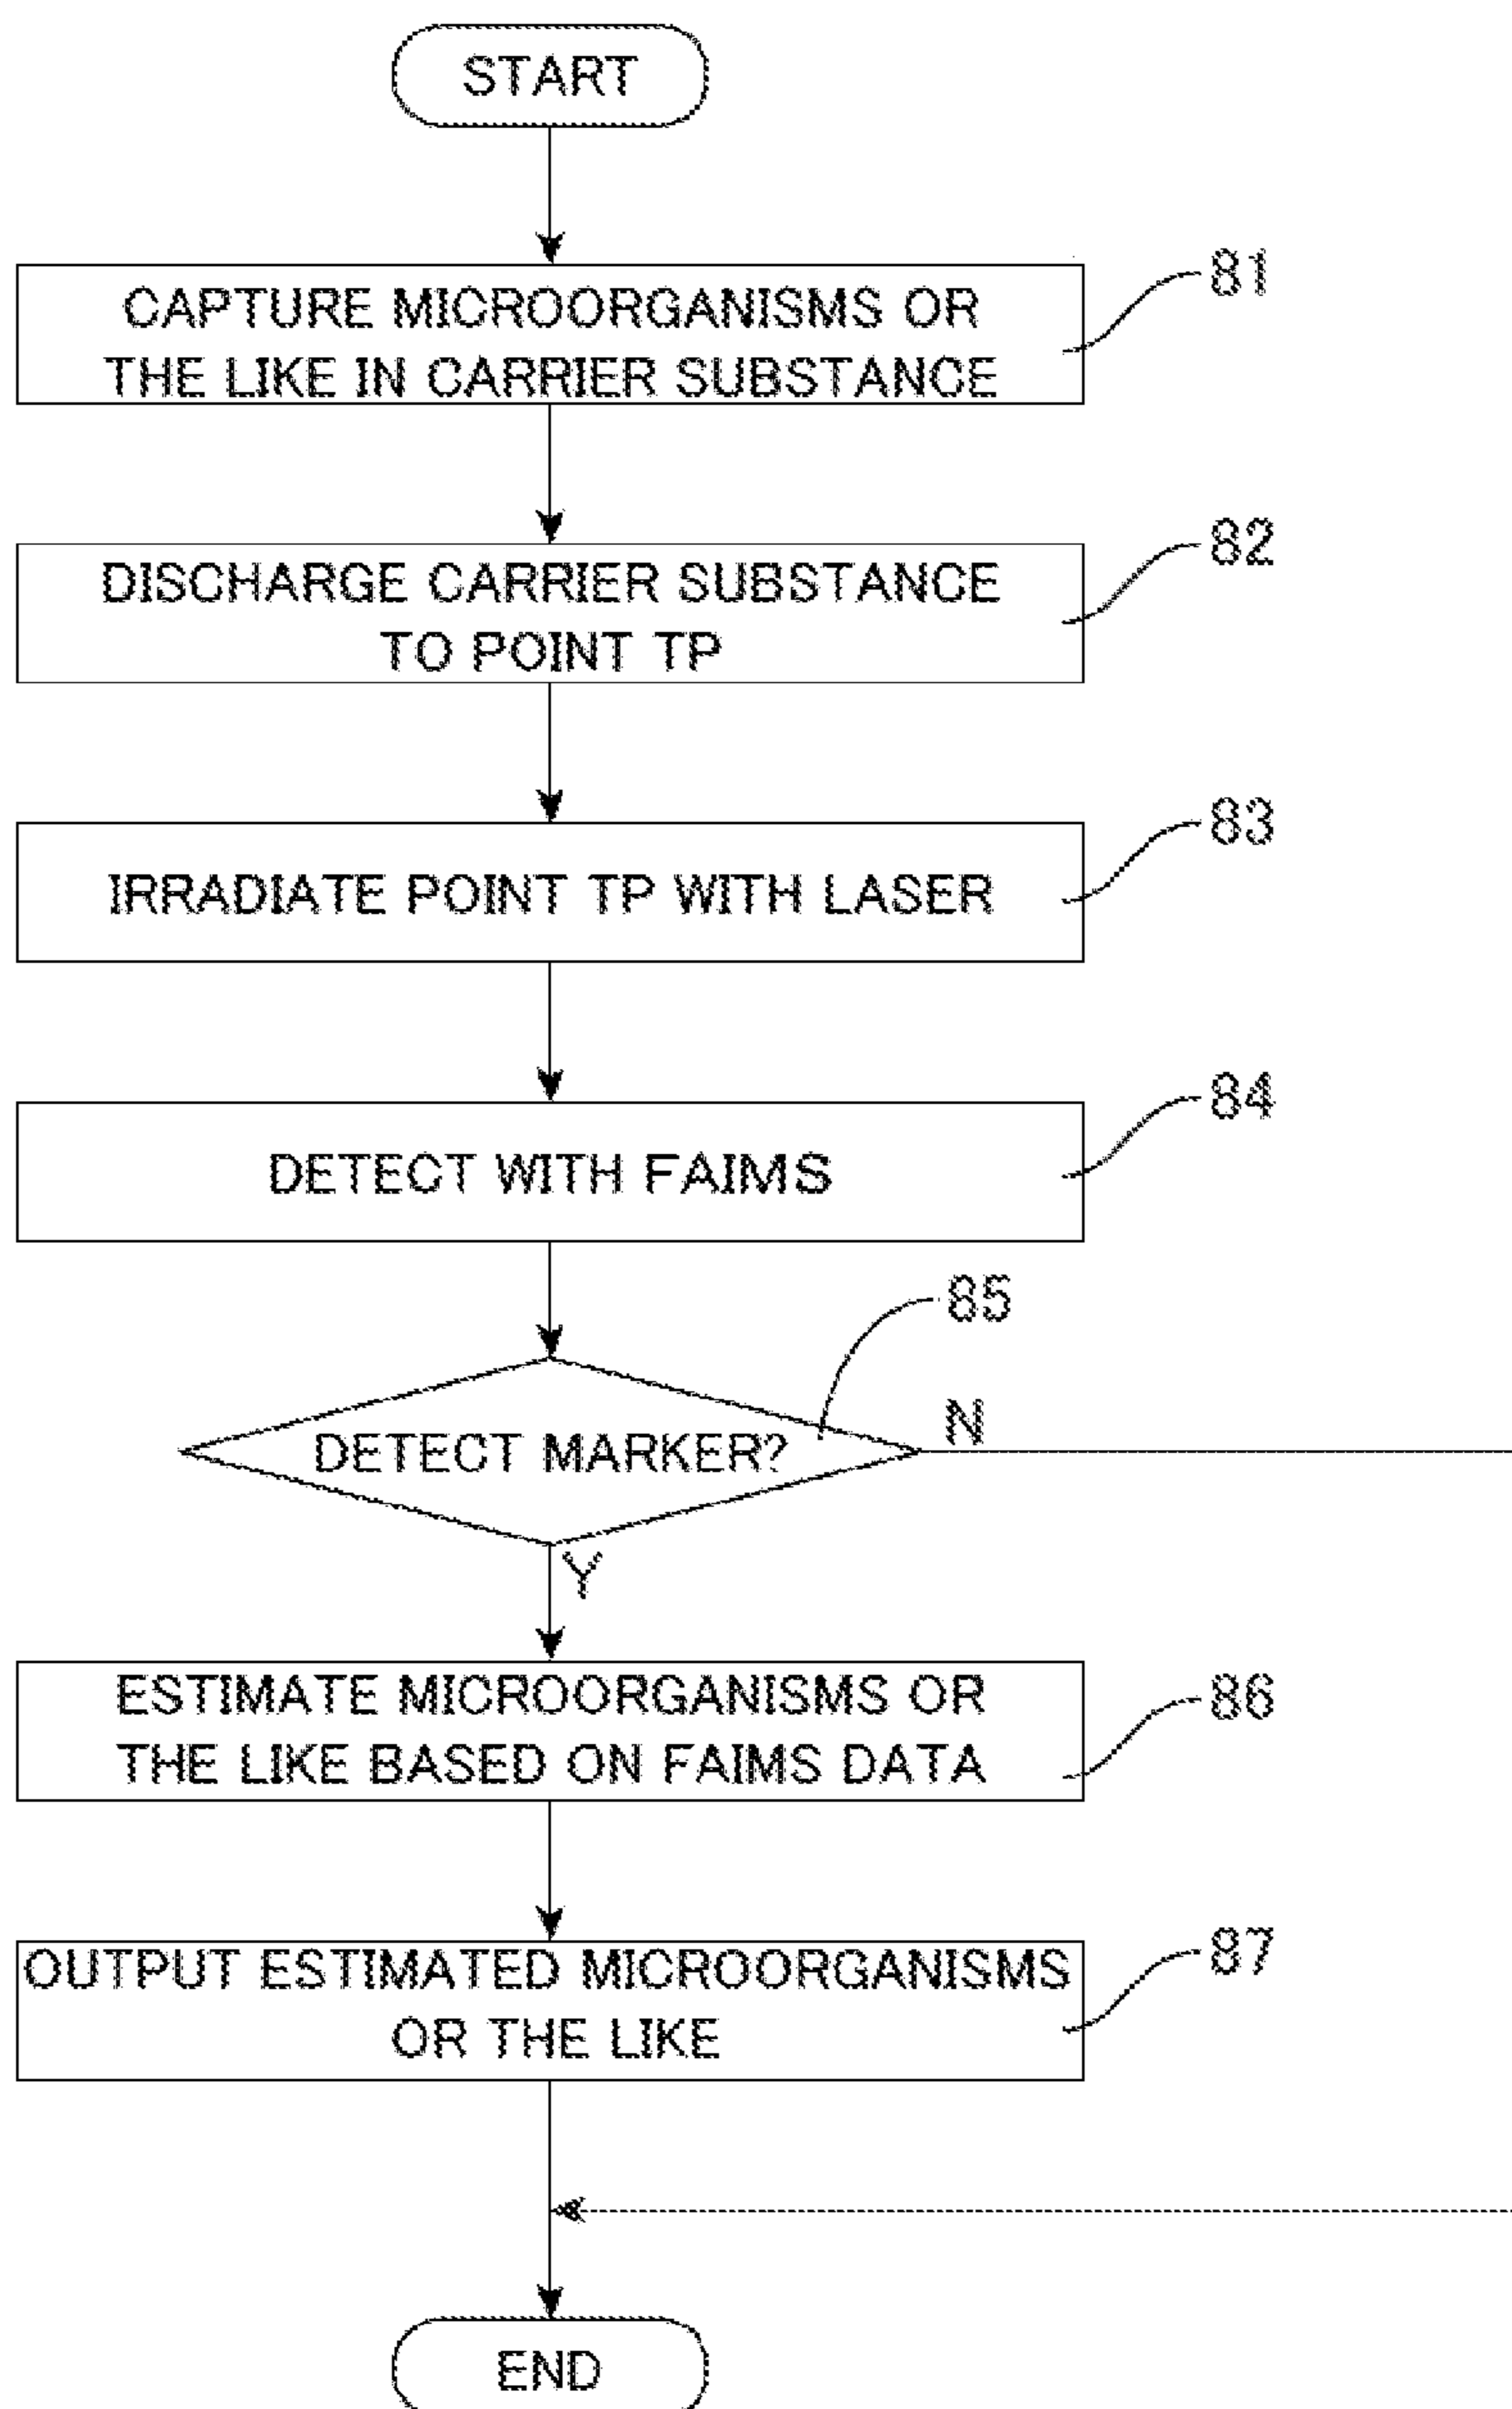 START
81
CAPTURE MICROORGANISMS OR
THE LIKE IN CARRIER SUBSTANCE
82
DISCHARGE CARRIER SUBSTANCE
TO POINT TP
83
IRRADIATE POINT TP WITH LASER
84
DETECT WITH FAIMS
85
DETECT MARKER?
N
Y
86
ESTIMATE MICROORGANISMS OR
THE LIKE BASED ON FAIMS DATA
87
OUTPUT ESTIMATED MICROORGANISMS
OR THE LIKE
END